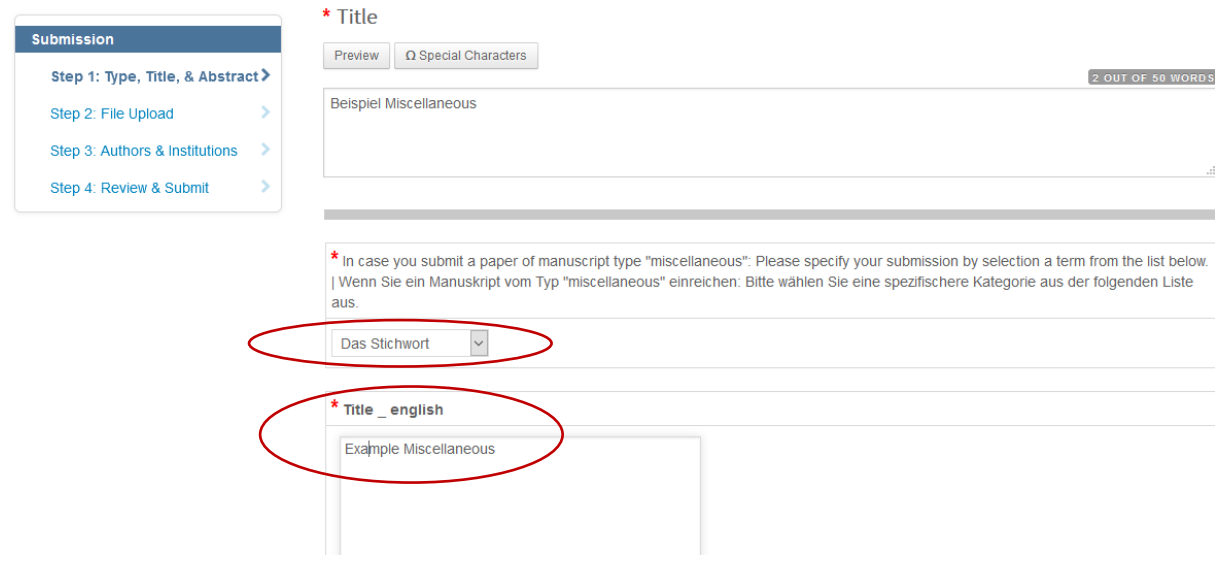 Submission
Step 1: Type, Title, & Abstract
Step 2: File Upload
Step 3: Authors & Institutions
Step 4: Review & Submit
* Title
Preview
Ω Special Characters
2 OUT OF 50 WORDS
Beispiel Miscellaneous
* In case you submit a paper of manuscript type "miscellaneous": Please specify your submission by selection a term from the list below.
| Wenn Sie ein Manuskript vom Typ "miscellaneous" einreichen: Bitte wählen Sie eine spezifischere Kategorie aus der folgenden Liste
aus.
Das Stichwort
* Title _ english
Example Miscellaneous